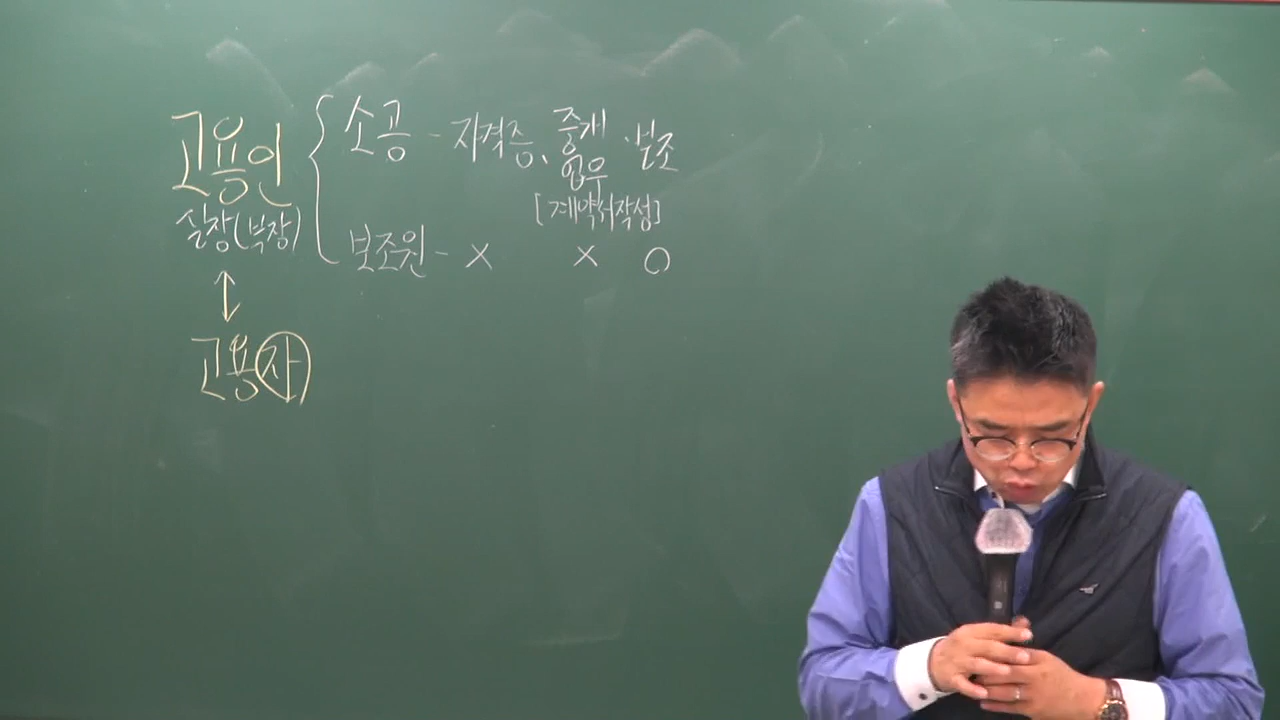 고용인 { 소공 - 자격증, 중개업무 · 보조
[계약서작성]
실장(부장)
보조원 - × × ○
↕
고용자